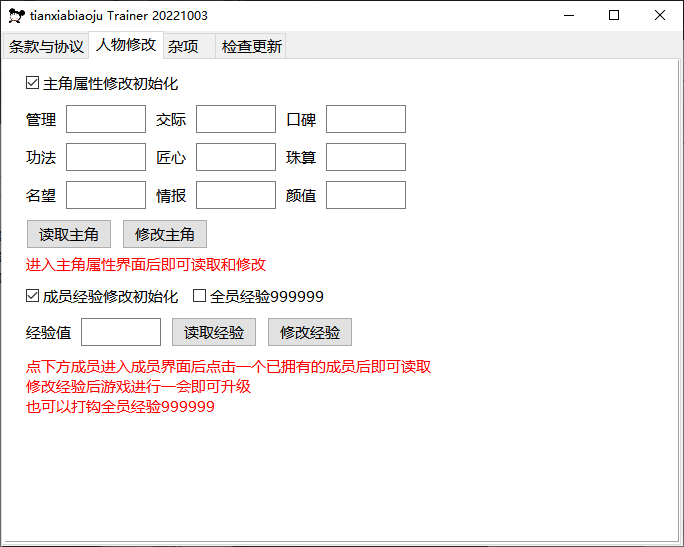 tianxiabiaoju Trainer 20221003
条款与协议 人物修改 杂项 检查更新
主角属性修改初始化
管理 交际 口碑
功法 匠心 珠算
名望 情报 颜值
读取主角 修改主角
进入主角属性界面后即可读取和修改
成员经验修改初始化 全员经验999999
经验值 读取经验 修改经验
点下方成员进入成员界面后点击一个已拥有的成员后即可读取
修改经验后游戏进行一会即可升级
也可以打钩全员经验999999